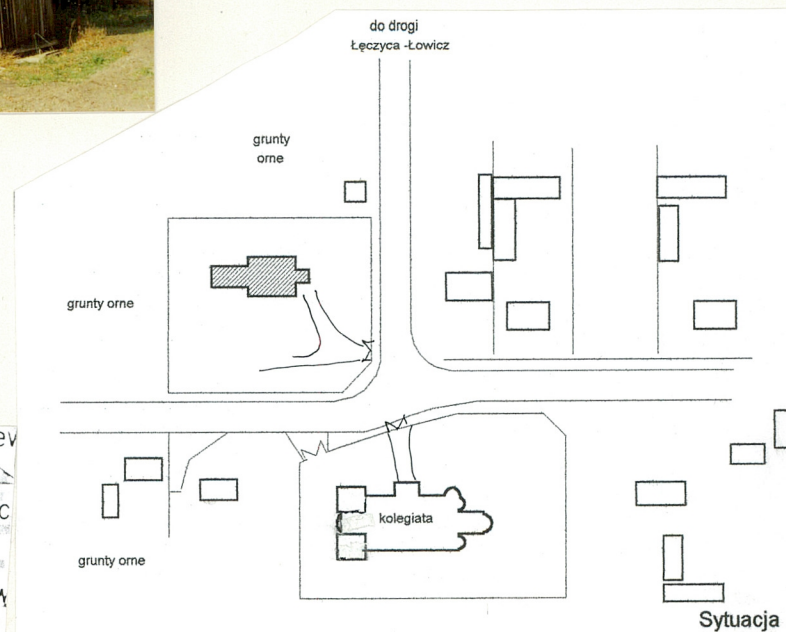 do drogi
Łęczyca -Łowicz
grunty
orne
grunty orne
kolegiata
grunty orne
Sytuacja